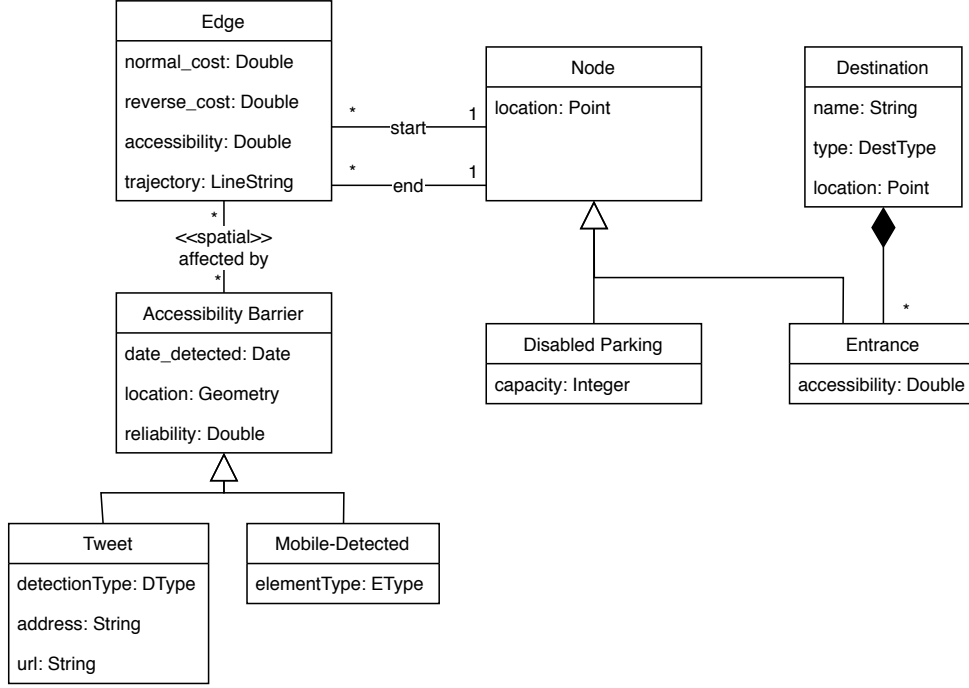 Edge
normal_cost: Double
reverse_cost: Double
accessibility: Double
trajectory: LineString
* start 1
* end 1
Node
location: Point
Destination
name: String
type: DestType
location: Point
*
<<spatial>>
affected by
*
Accessibility Barrier
date_detected: Date
location: Geometry
reliability: Double
Disabled Parking
capacity: Integer
*
Entrance
accessibility: Double
Tweet
detectionType: DType
address: String
url: String
Mobile-Detected
elementType: EType